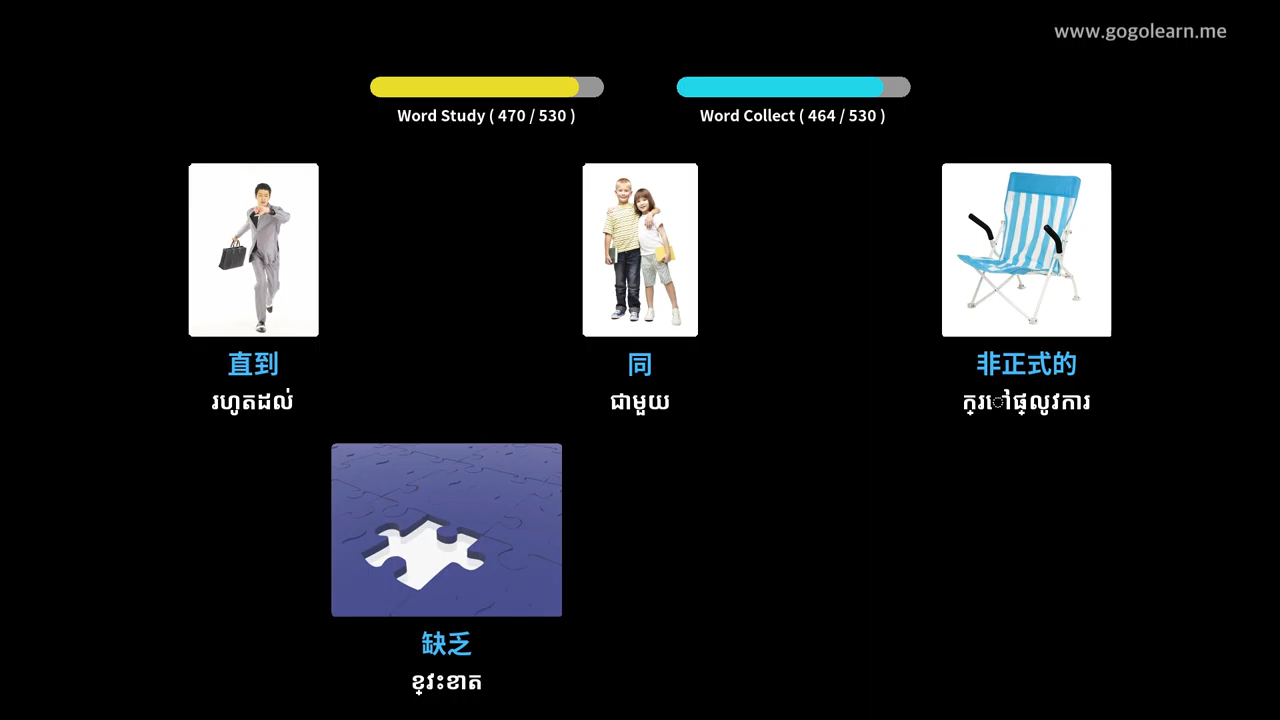 www.gogolearn.me
Word Study ( 470 / 530 )
Word Collect ( 464 / 530 )
直到
រហូតដល់
同
ជាមួយ
非正式的
ក្រៅផ្លូវការ
缺乏
ខ្វះខាត